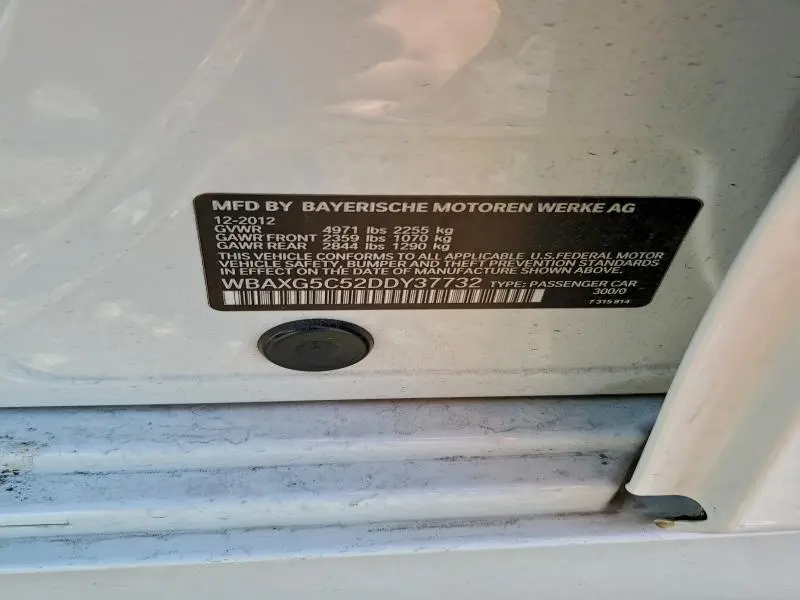 MFD BY BAYERISCHE MOTOREN WERKE AG
12-2012
GVWR 4971 lbs 2255 kg
GAWR FRONT 2359 lbs 1070 kg
GAWR REAR 2844 lbs 1290 kg
THIS VEHICLE CONFORMS TO ALL APPLICABLE U.S.FEDERAL MOTOR
VEHICLE SAFETY, BUMPER AND THEFT PREVENTION STANDARDS
IN EFFECT ON THE DATE OF MANUFACTURE SHOWN ABOVE.
WBAXG5C52DDY37732 TYPE: PASSENGER CAR
300/0
7 315 814